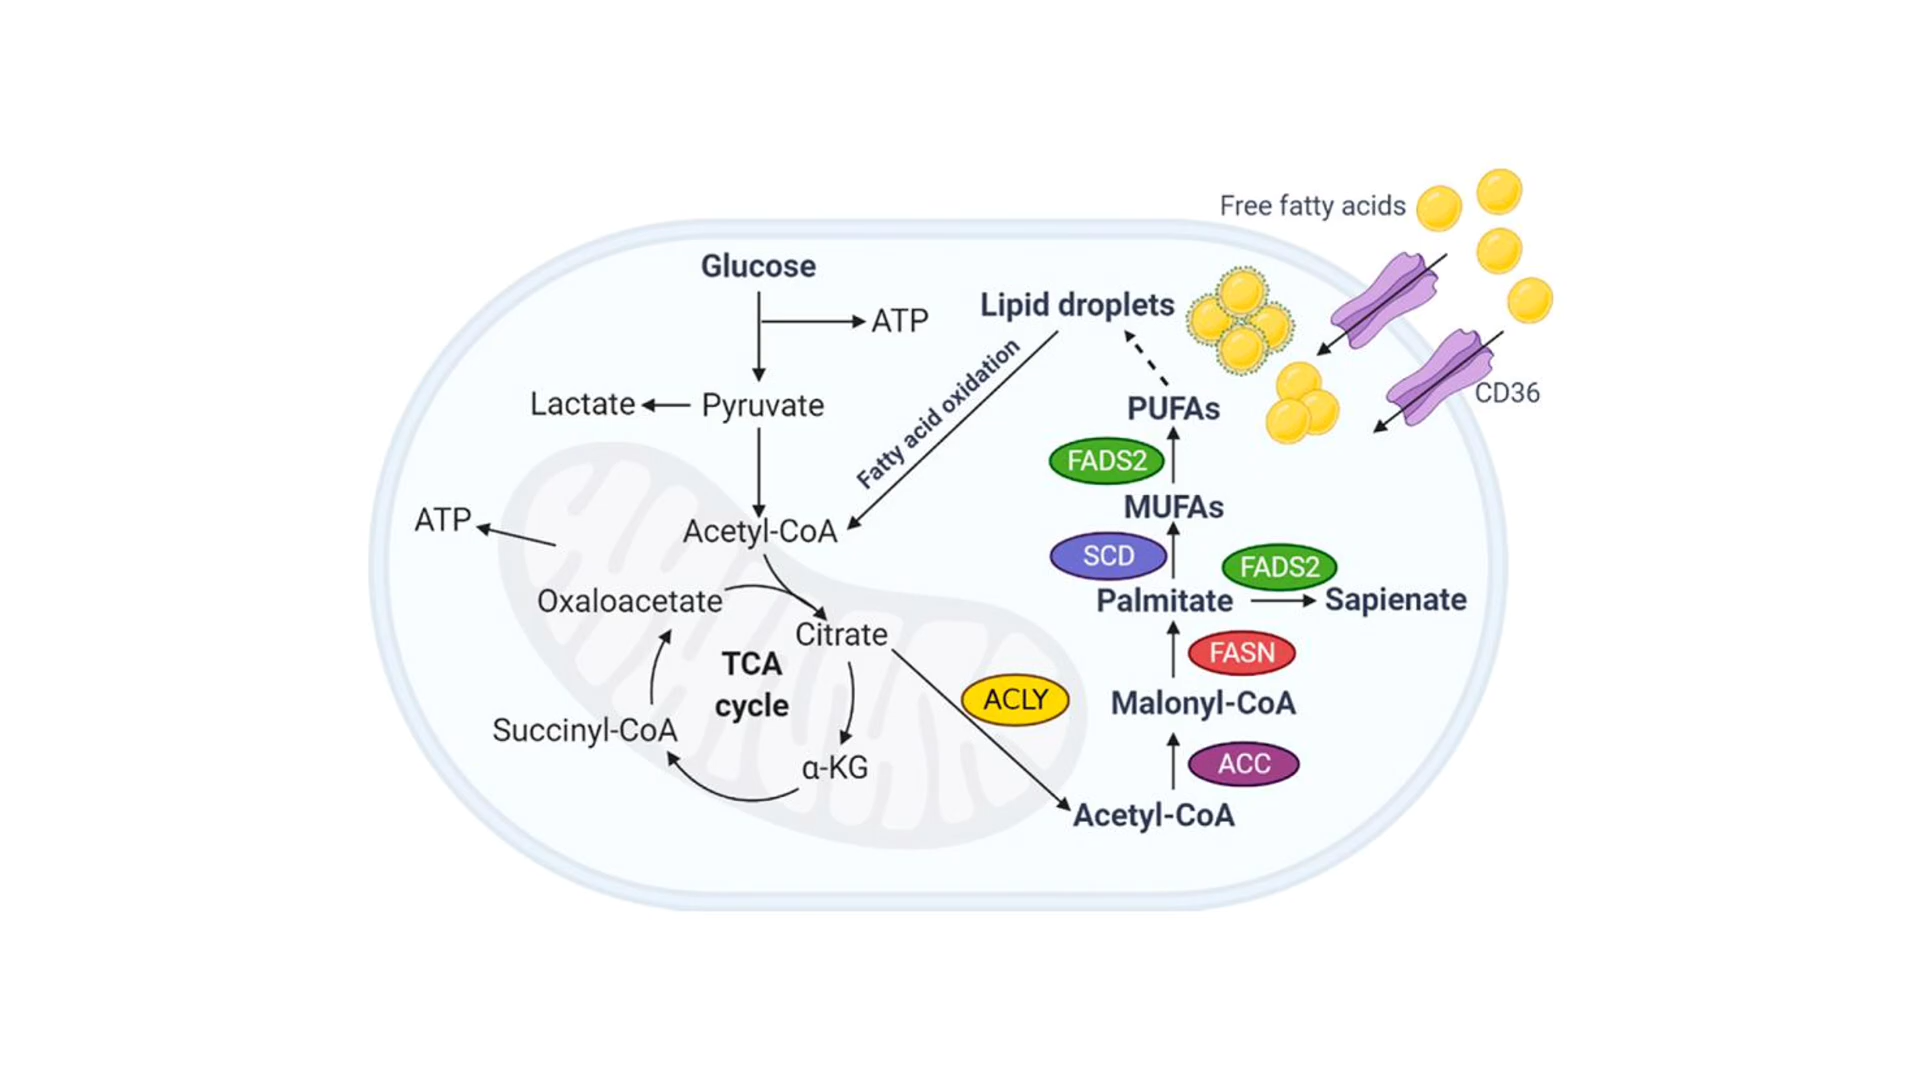 Free fatty acids
Glucose
Lipid droplets
ATP
Fatty acid oxidation
CD36
Lactate
Pyruvate
PUFAs
FADS2
MUFAs
ATP
Acetyl-CoA
SCD
FADS2
Oxaloacetate
Palmitate
Sapienate
Citrate
FASN
TCA
cycle
ACLY
Malonyl-CoA
Succinyl-CoA
α-KG
ACC
Acetyl-CoA